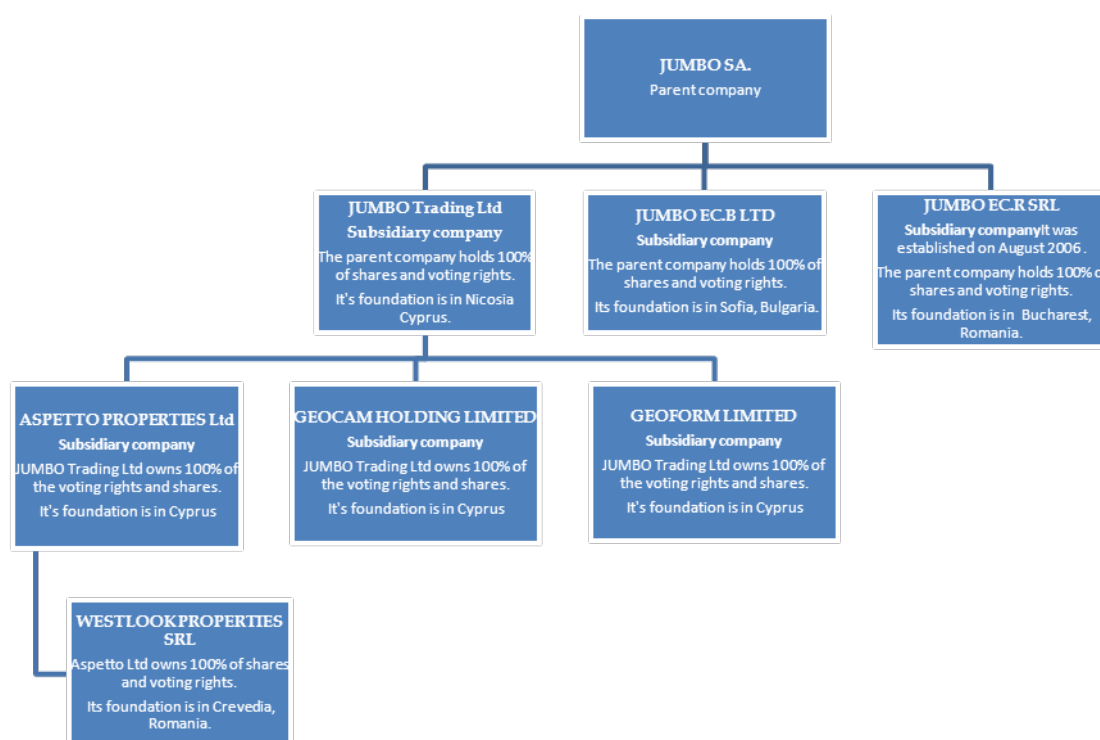 JUMBO SA.
Parent company
JUMBO Trading Ltd
Subsidiary company
The parent company holds 100%
of shares and voting rights.
It's foundation is in Nicosia
Cyprus.
JUMBO EC.B LTD
Subsidiary company
The parent company holds 100% of
shares and voting rights.
Its foundation is in Sofia, Bulgaria.
JUMBO EC.R SRL
Subsidiary companyIt was
established on August 2006 .
The parent company holds 100% of
shares and voting rights.
Its foundation is in Bucharest,
Romania.
ASPETTO PROPERTIES Ltd
Subsidiary company
JUMBO Trading Ltd owns 100% of
the voting rights and shares.
It's foundation is in Cyprus
GEOCAM HOLDING LIMITED
Subsidiary company
JUMBO Trading Ltd owns 100% of
the voting rights and shares.
It's foundation is in Cyprus
GEOFORM LIMITED
Subsidiary company
JUMBO Trading Ltd owns 100% of
the voting rights and shares.
It's foundation is in Cyprus
WESTLOOK PROPERTIES
SRL
Aspetto Ltd owns 100% of shares
and voting rights.
Its foundation is in Crevedia,
Romania.